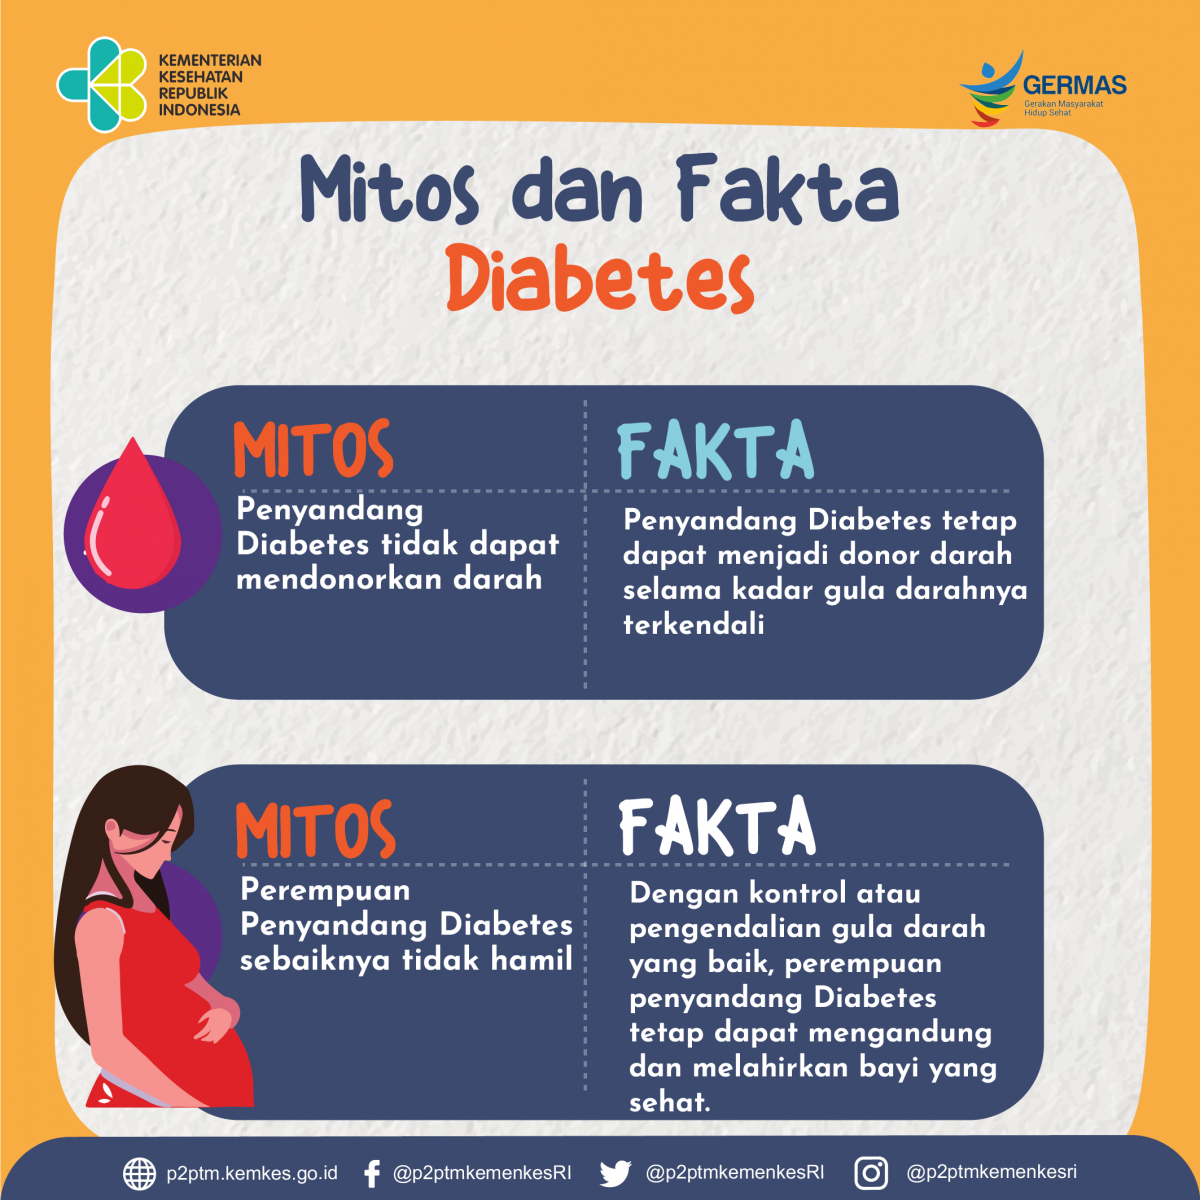 KEMENTERIAN
KESEHATAN
REPUBLIK
INDONESIA
GERMAS
Gerakan Masyarakat
Hidup Sehat
Mitos dan Fakta
Diabetes
MITOS
Penyandang
Diabetes tidak dapat
mendonorkan darah
FAKTA
Penyandang Diabetes tetap
dapat menjadi donor darah
selama kadar gula darahnya
terkendali
MITOS
Perempuan
Penyandang Diabetes
sebaiknya tidak hamil
FAKTA
Dengan kontrol atau
pengendalian gula darah
yang baik, perempuan
penyandang Diabetes
tetap dapat mengandung
dan melahirkan bayi yang
sehat.
p2ptm.kemkes.go.id @p2ptmkemenkesRI @p2ptmkemenkesRI @p2ptmkemenkesri